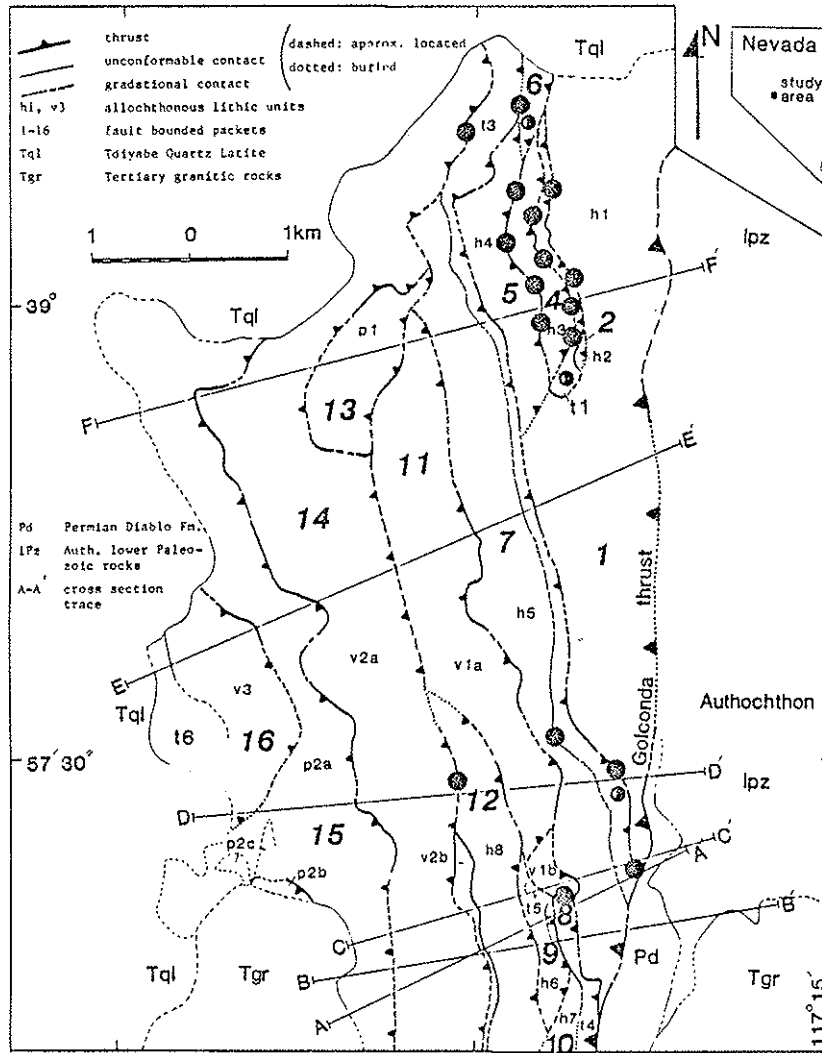 thrust
unconformable contact
gradational contact
dashed: approx. located
dotted: buried
hi, v3 allochthonous lithic units
1-16 fault bounded packets
Tql Toiyabe Quartz Latite
Tgr Tertiary granitic rocks
1 0 1km
N
Nevada
study area
Tql
6
t3
h1
lpz
h4
F'
39°
Tql
5
4
2
p1
h3
h2
F
13
t1
11
E'
14
7
1
Pd Permian Diablo Fm.
lPz Auth. lower Paleo-
zoic rocks
A-A' cross section
trace
h5
thrust
Golconda
v2a
v1a
E
v3
Tql
t6
16
Authochthon
57'30"
p2a
D'
lpz
D
12
C'
15
A'
p2c
p2b
v2b
h8
v1b
t5
8
B'
C
9
Tql
Tgr
B
h6
Pd
Tgr
A
h7
t4
10
117°15'